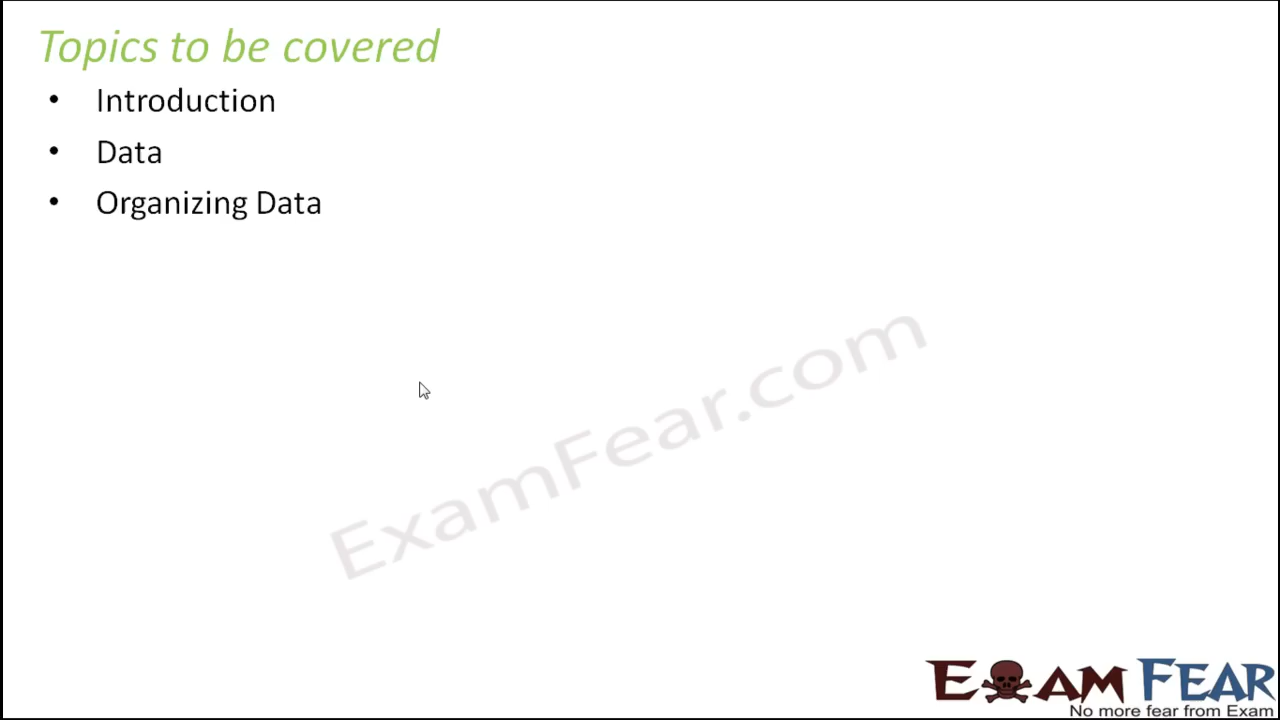 Topics to be covered
• Introduction
• Data
• Organizing Data
ExamFear.com
EXAM FEAR
No more fear from Exam